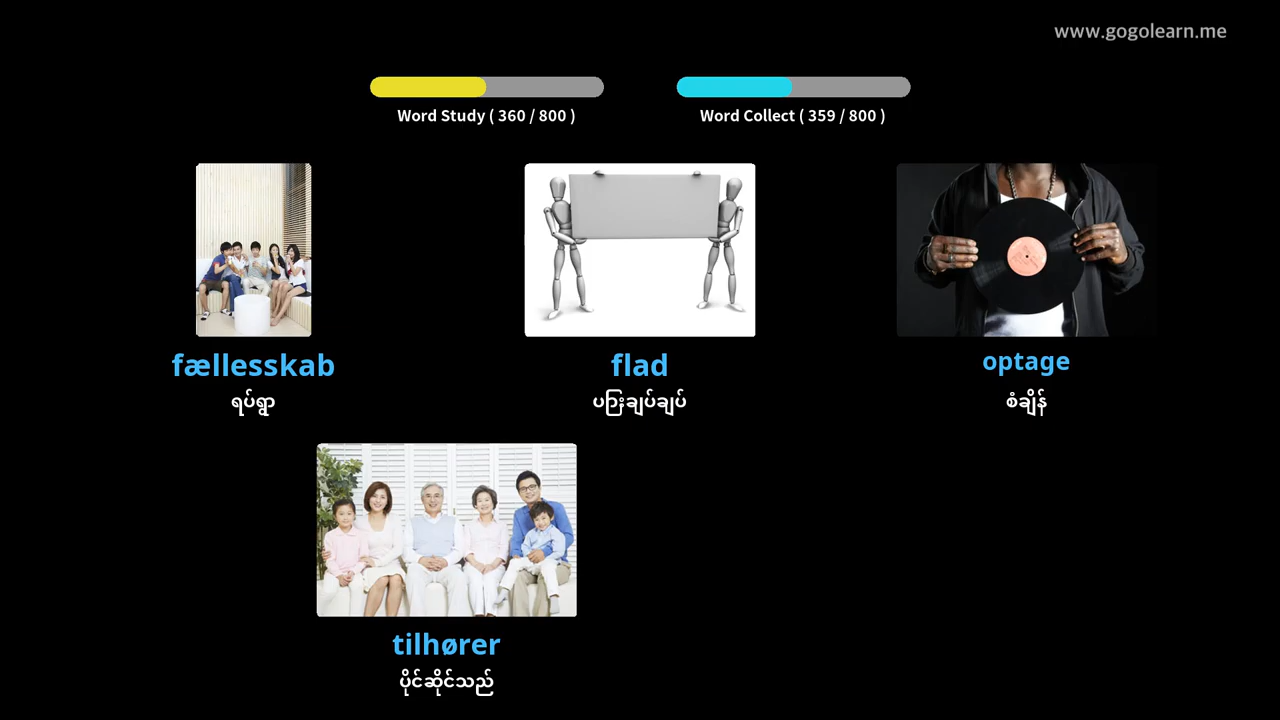 www.gogolearn.me
Word Study ( 360 / 800 )
Word Collect ( 359 / 800 )
fællesskab
ရပ်ရွာ
flad
ပြားချပ်ချပ်
optage
စံချိန်
tilhører
ပိုင်ဆိုင်သည်